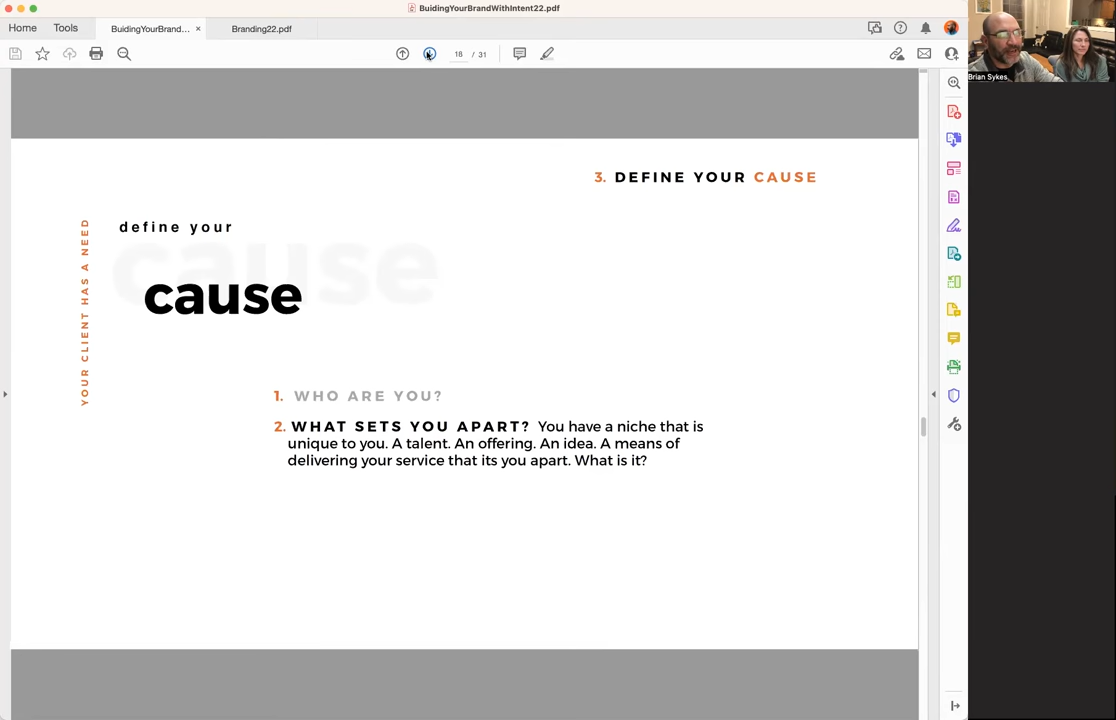 BuidingYourBrandWithIntent22.pdf
Home Tools BuidingYourBrand... × Branding22.pdf
16 / 31
Brian Sykes
3. DEFINE YOUR CAUSE
YOUR CLIENT HAS A NEED
define your
cause
cause
1. WHO ARE YOU?
2. WHAT SETS YOU APART? You have a niche that is
unique to you. A talent. An offering. An idea. A means of
delivering your service that its you apart. What is it?